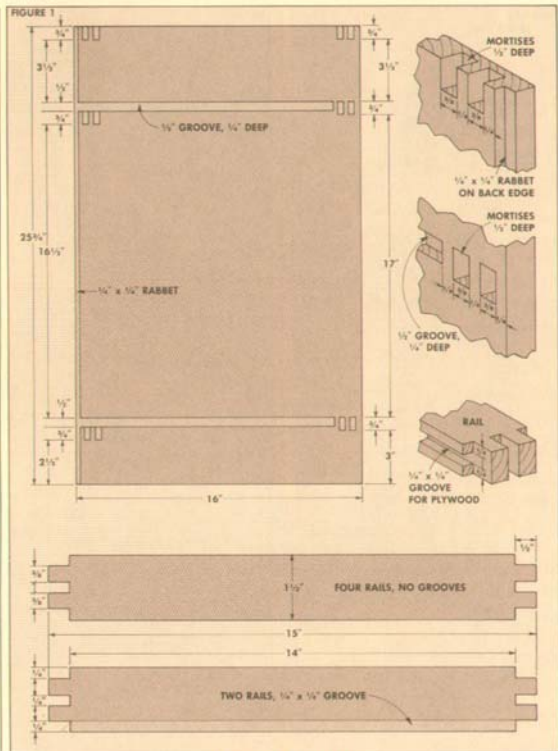 FIGURE 1
¾"
3½"
½"
¾"
25¾"
16½"
½"
¾"
2½"
½" GROOVE, ¼" DEEP
¼" x ¼" RABBET
¾"
3½"
¾"
17"
¾"
3"
16"
MORTISES
½" DEEP
¼" x ¼" RABBET
ON BACK EDGE
MORTISES
½" DEEP
½" GROOVE,
¼" DEEP
RAIL
¼" x ¼"
GROOVE
FOR PLYWOOD
½"
⅜"
⅜"
1½"
FOUR RAILS, NO GROOVES
15"
14"
TWO RAILS, ¼" x ¼" GROOVE